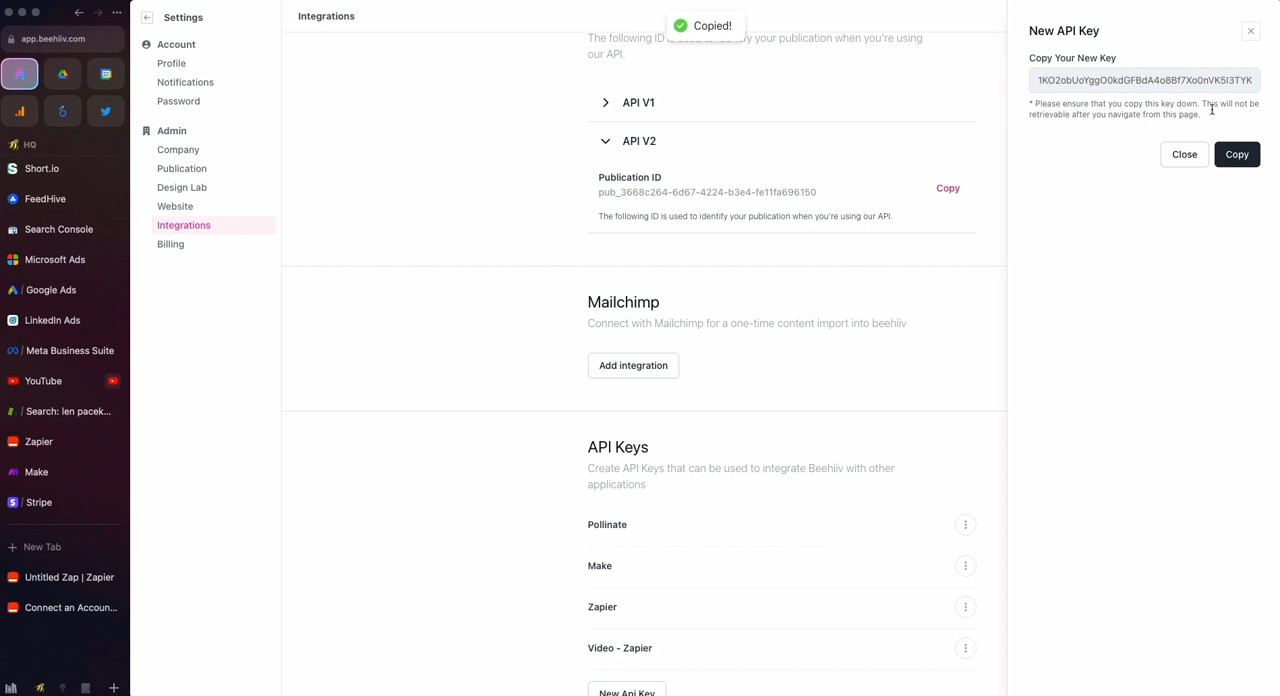 app.beehiiv.com
HQ
Short.io
FeedHive
Search Console
Microsoft Ads
/ Google Ads
LinkedIn Ads
/ Meta Business Suite
YouTube
/ Search: len pacek...
Zapier
Make
/ Stripe
New Tab
Untitled Zap | Zapier
Connect an Accoun...
Settings
Account
Profile
Notifications
Password
Admin
Company
Publication
Design Lab
Website
Integrations
Billing
Integrations
Copied!
The following ID is used to identify your publication when you're using
our API.
API V1
API V2
Publication ID
pub_3668c264-6d67-4224-b3e4-fe11fa696150
Copy
The following ID is used to identify your publication when you're using our API.
Mailchimp
Connect with Mailchimp for a one-time content import into beehiiv
Add integration
API Keys
Create API Keys that can be used to integrate Beehiiv with other
applications
Pollinate
Make
Zapier
Video - Zapier
New Api Key
New API Key
Copy Your New Key
1KO2obUoYggO0kdGFBdA4o8Bf7Xo0nVK5I3TYK
* Please ensure that you copy this key down. This will not be
retrievable after you navigate from this page.
Close
Copy